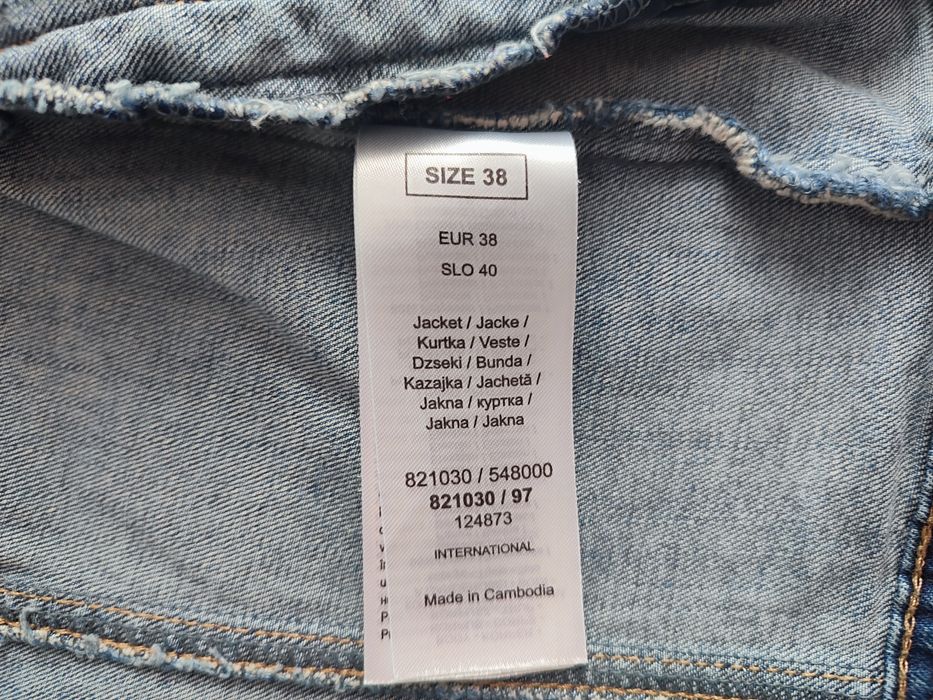 SIZE 38
EUR 38
SLO 40
Jacket / Jacke /
Kurtka / Veste /
Dzseki / Bunda /
Kazajka / Jachetă /
Jakna / куртка /
Jakna / Jakna
821030 / 548000
821030 / 97
124873
INTERNATIONAL
Made in Cambodia